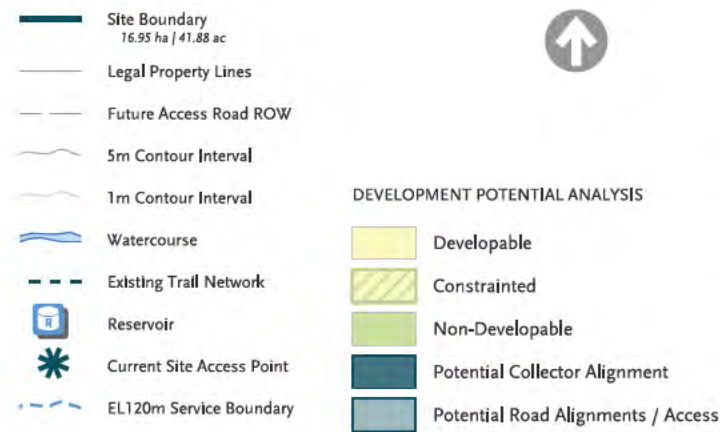 Site Boundary
16.95 ha | 41.88 ac
Legal Property Lines
Future Access Road ROW
5m Contour Interval
1m Contour Interval
Watercourse
Existing Trail Network
R
Reservoir
Current Site Access Point
EL120m Service Boundary
DEVELOPMENT POTENTIAL ANALYSIS
Developable
Constrainted
Non-Developable
Potential Collector Alignment
Potential Road Alignments / Access